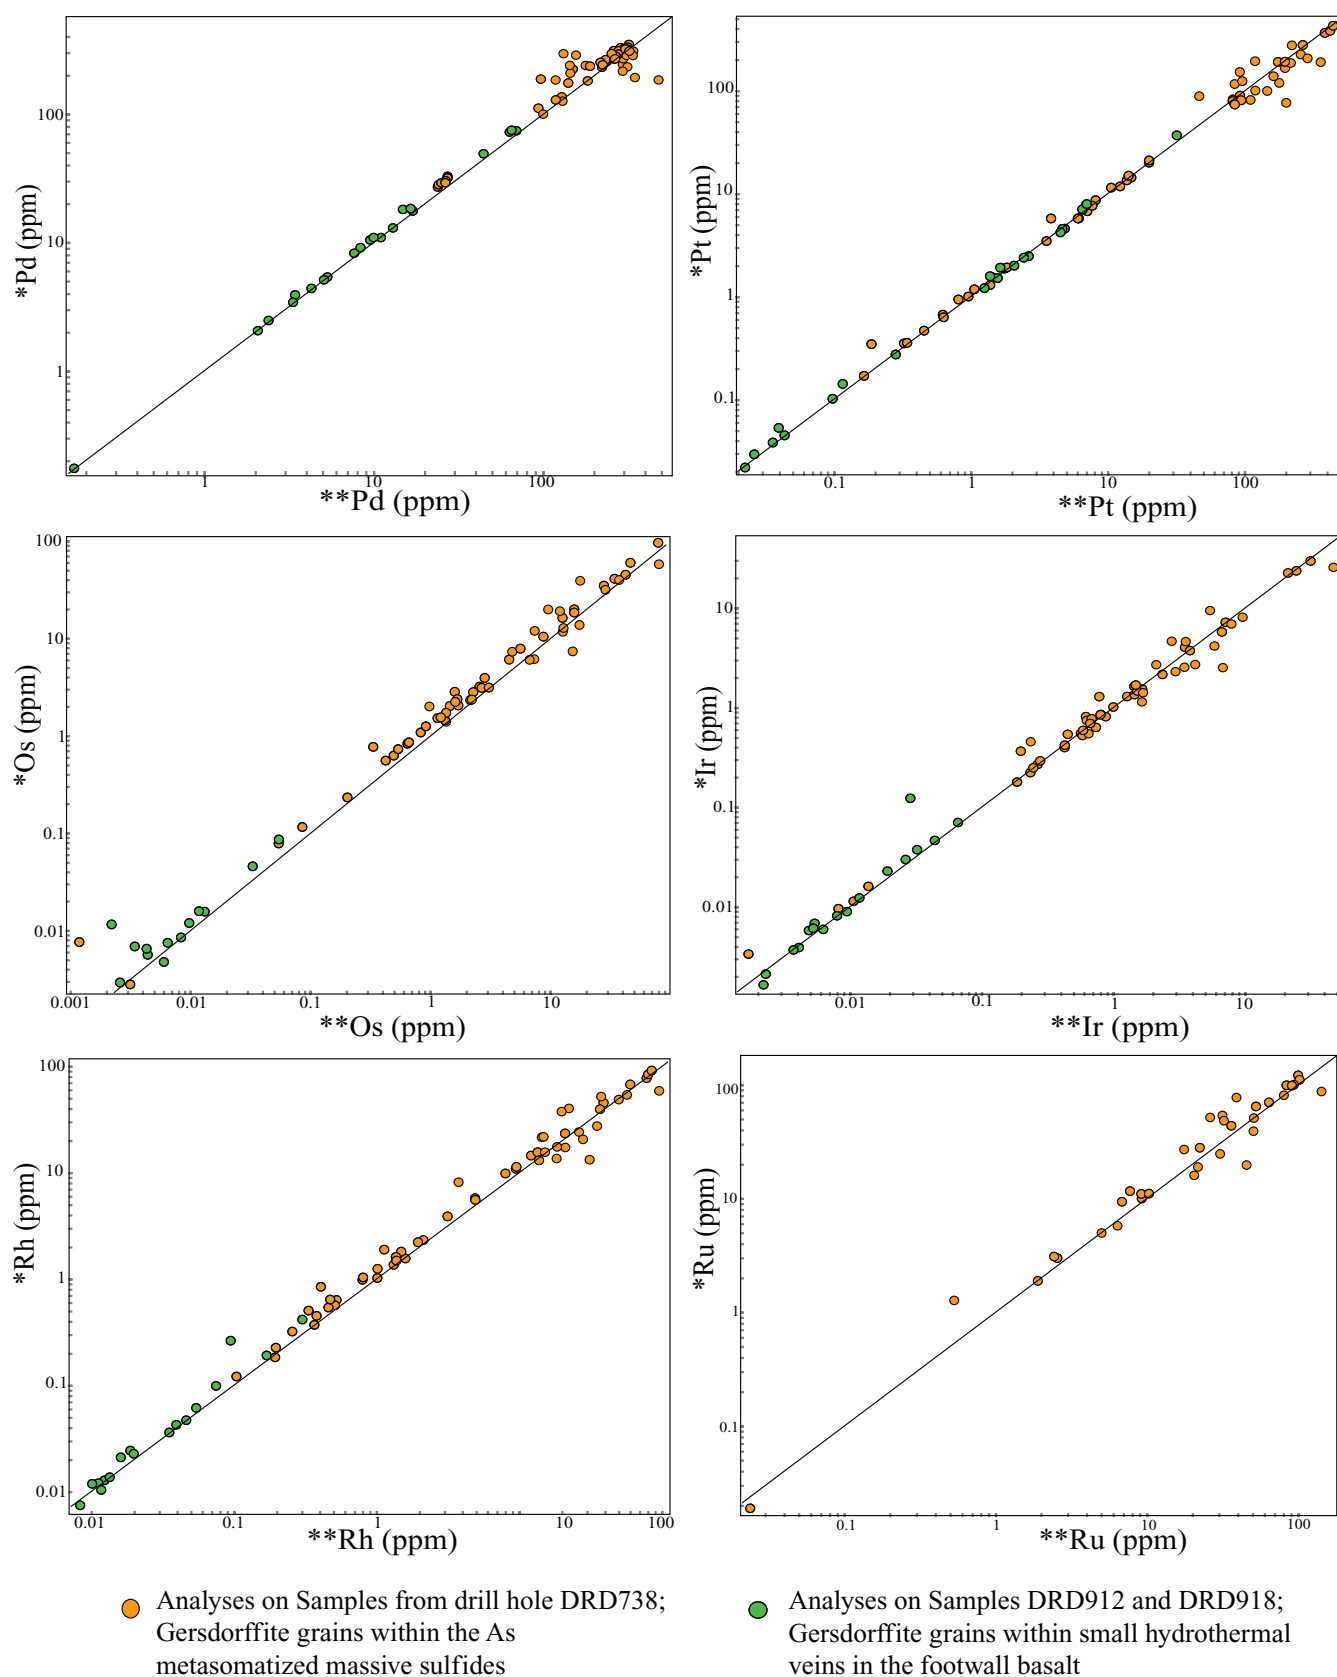 100
10
1
*Pd (ppm)
1
10
100
**Pd (ppm)
100
10
1
0.1
*Pt (ppm)
0.1
1
10
100
**Pt (ppm)
100
10
1
0.1
0.01
*Os (ppm)
0.001
0.01
0.1
1
10
**Os (ppm)
10
1
0.1
0.01
*Ir (ppm)
0.01
0.1
1
10
**Ir (ppm)
100
10
1
0.1
0.01
*Rh (ppm)
0.01
0.1
1
10
100
**Rh (ppm)
100
10
1
0.1
*Ru (ppm)
0.1
1
10
100
**Ru (ppm)
Analyses on Samples from drill hole DRD738;
Gersdorffite grains within the As
metasomatized massive sulfides
Analyses on Samples DRD912 and DRD918;
Gersdorffite grains within small hydrothermal
veins in the footwall basalt